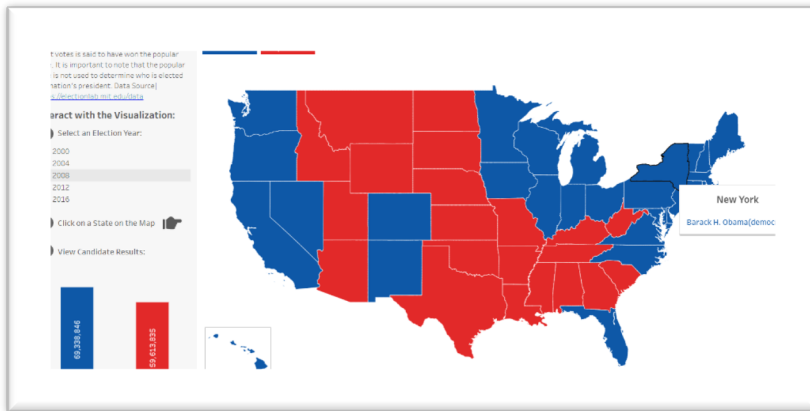 t votes is said to have won the popular
. It is important to note that the popular
is not used to determine who is elected
nation's president. Data Source)
s://electionlab.mit.edu/data
eract with the Visualization:
Select an Election Year:
2000
2004
2008
2012
2016
Click on a State on the Map
View Candidate Results:
69,338,846
59,613,835
New York
Barack H. Obama(democ